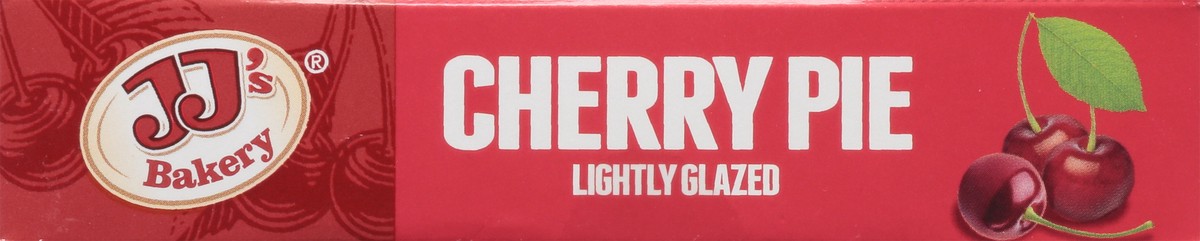 JJ's
Bakery
®
CHERRY PIE
LIGHTLY GLAZED